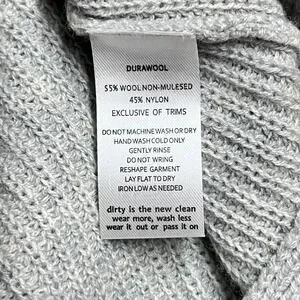 DURAWOOL
55% WOOL NON-MULESED
45% NYLON
EXCLUSIVE OF TRIMS
DO NOT MACHINE WASH OR DRY
HAND WASH COLD ONLY
GENTLY RINSE
DO NOT WRING
RESHAPE GARMENT
LAY FLAT TO DRY
IRON LOW AS NEEDED
dirty is the new clean
wear more, wash less
wear it out or pass it on